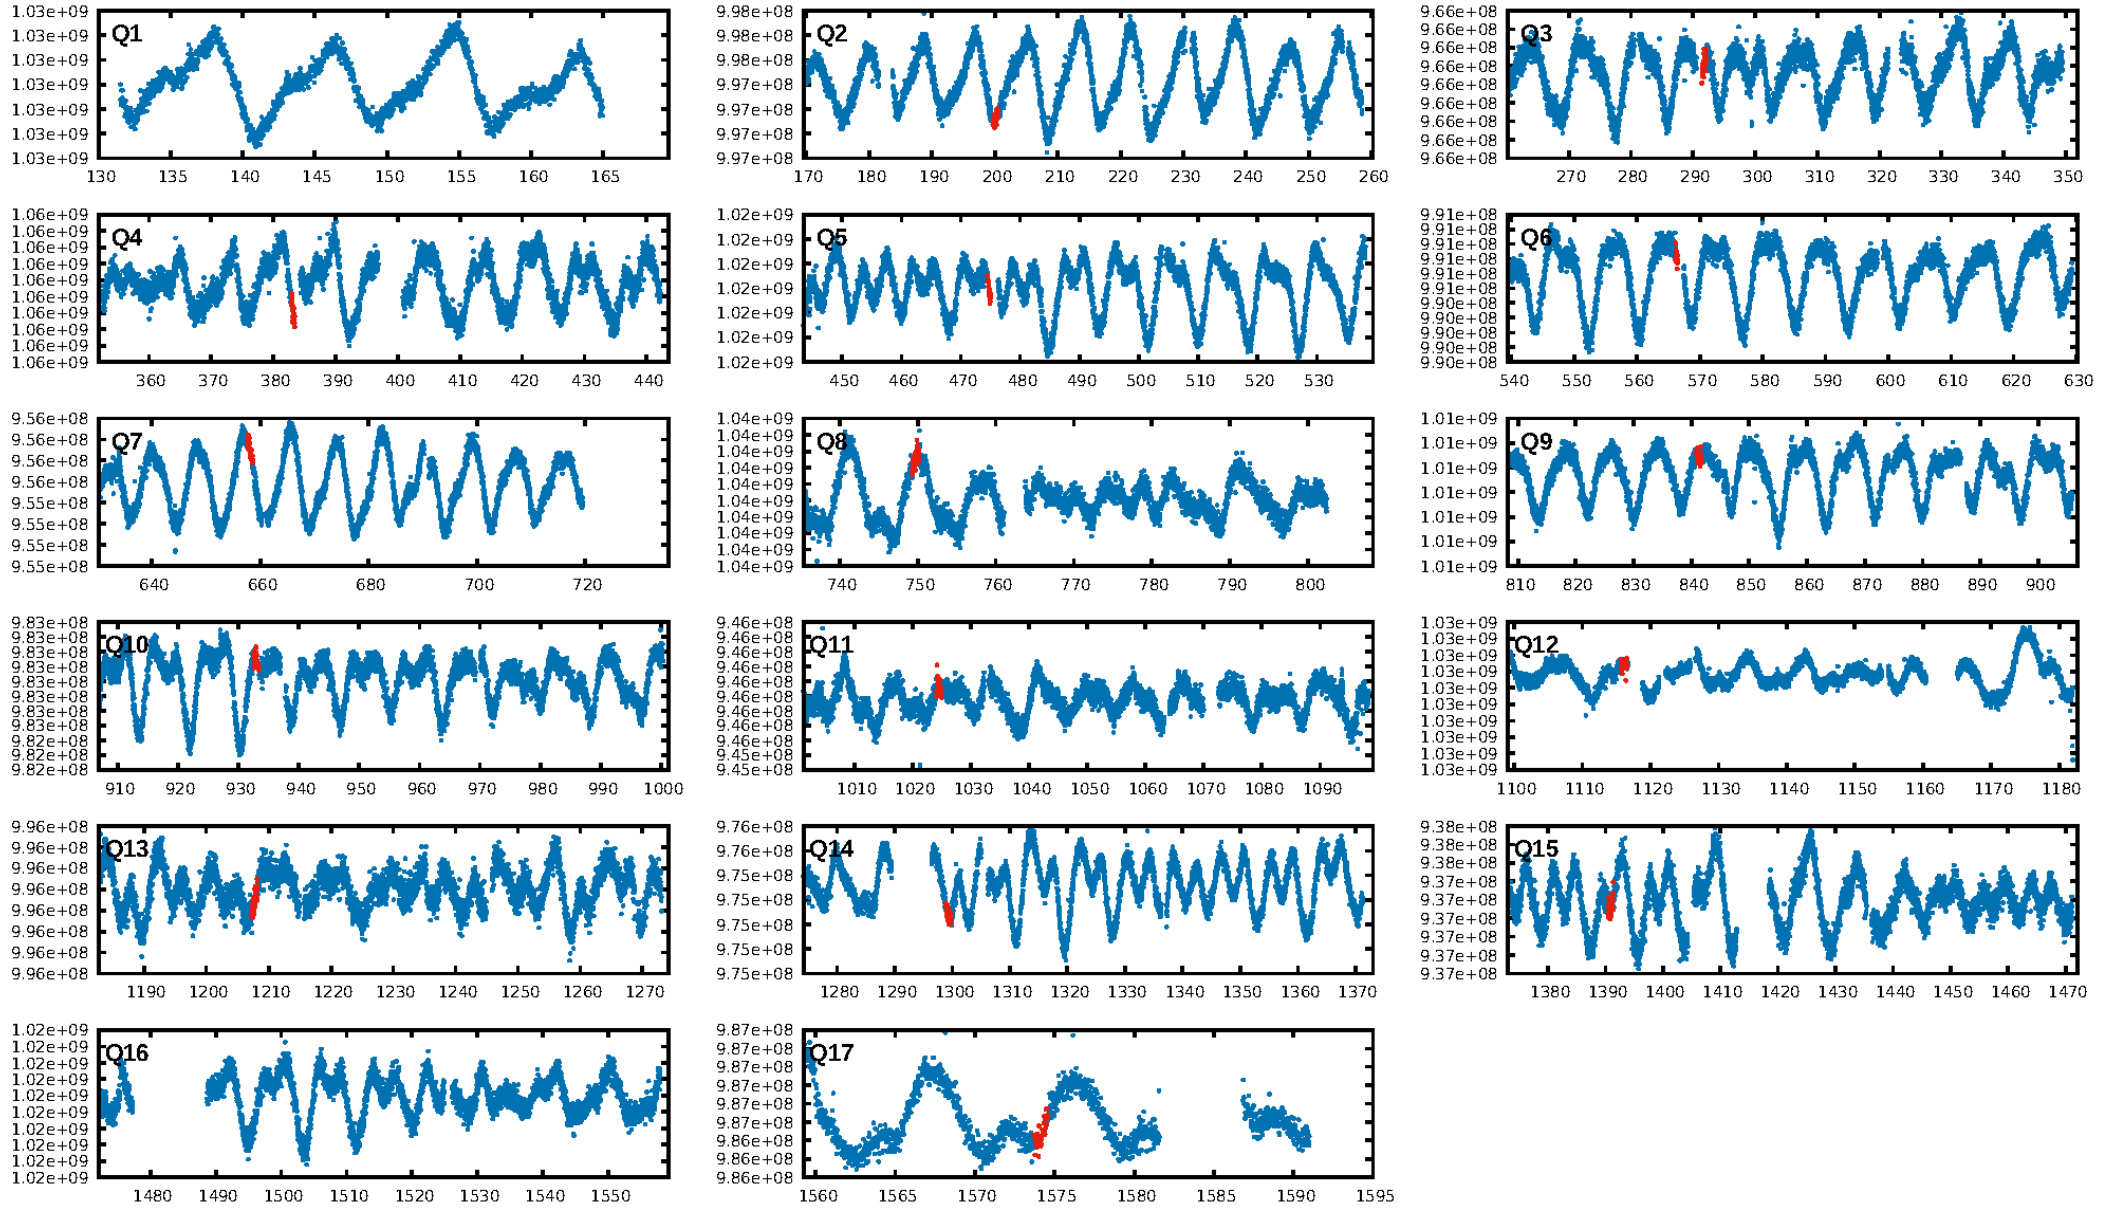 1.03e+09
1.03e+09
1.03e+09
1.03e+09
1.03e+09
1.03e+09
1.03e+09
Q1
130 135 140 145 150 155 160 165
9.98e+08
9.98e+08
9.98e+08
9.97e+08
9.97e+08
9.97e+08
9.97e+08
Q2
170 180 190 200 210 220 230 240 250 260
9.66e+08
9.66e+08
9.66e+08
9.66e+08
9.66e+08
9.66e+08
9.66e+08
9.66e+08
9.66e+08
Q3
270 280 290 300 310 320 330 340 350
1.06e+09
1.06e+09
1.06e+09
1.06e+09
1.06e+09
1.06e+09
1.06e+09
1.06e+09
1.06e+09
1.06e+09
Q4
360 370 380 390 400 410 420 430 440
1.02e+09
1.02e+09
1.02e+09
1.02e+09
1.02e+09
1.02e+09
1.02e+09
Q5
450 460 470 480 490 500 510 520 530
9.91e+08
9.91e+08
9.91e+08
9.91e+08
9.91e+08
9.91e+08
9.90e+08
9.90e+08
9.90e+08
9.90e+08
9.90e+08
Q6
540 550 560 570 580 590 600 610 620 630
9.56e+08
9.56e+08
9.56e+08
9.56e+08
9.55e+08
9.55e+08
9.55e+08
9.55e+08
Q7
640 660 680 700 720
1.04e+09
1.04e+09
1.04e+09
1.04e+09
1.04e+09
1.04e+09
1.04e+09
1.04e+09
1.04e+09
1.04e+09
Q8
740 750 760 770 780 790 800
1.01e+09
1.01e+09
1.01e+09
1.01e+09
1.01e+09
1.01e+09
1.01e+09
Q9
810 820 830 840 850 860 870 880 890 900
9.83e+08
9.83e+08
9.83e+08
9.83e+08
9.83e+08
9.83e+08
9.83e+08
9.83e+08
9.82e+08
9.82e+08
9.82e+08
Q10
910 920 930 940 950 960 970 980 990 1000
9.46e+08
9.46e+08
9.46e+08
9.46e+08
9.46e+08
9.46e+08
9.46e+08
9.46e+08
9.46e+08
9.45e+08
9.45e+08
Q11
1010 1020 1030 1040 1050 1060 1070 1080 1090
1.03e+09
1.03e+09
1.03e+09
1.03e+09
1.03e+09
1.03e+09
1.03e+09
1.03e+09
1.03e+09
1.03e+09
Q12
1100 1110 1120 1130 1140 1150 1160 1170 1180
9.96e+08
9.96e+08
9.96e+08
9.96e+08
9.96e+08
9.96e+08
9.96e+08
9.96e+08
Q13
1190 1200 1210 1220 1230 1240 1250 1260 1270
9.76e+08
9.76e+08
9.75e+08
9.75e+08
9.75e+08
9.75e+08
9.75e+08
Q14
1280 1290 1300 1310 1320 1330 1340 1350 1360 1370
9.38e+08
9.38e+08
9.38e+08
9.37e+08
9.37e+08
9.37e+08
9.37e+08
9.37e+08
9.37e+08
Q15
1380 1390 1400 1410 1420 1430 1440 1450 1460 1470
1.02e+09
1.02e+09
1.02e+09
1.02e+09
1.02e+09
1.02e+09
1.02e+09
1.02e+09
1.02e+09
1.02e+09
Q16
1480 1490 1500 1510 1520 1530 1540 1550
9.87e+08
9.87e+08
9.87e+08
9.87e+08
9.87e+08
9.87e+08
9.86e+08
9.86e+08
9.86e+08
Q17
1560 1565 1570 1575 1580 1585 1590 1595